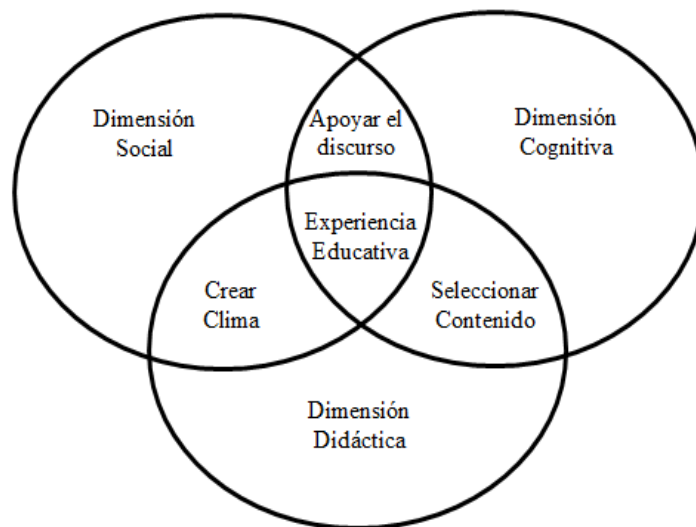 Dimensión
Social
Apoyar el
discurso
Dimensión
Cognitiva
Experiencia
Educativa
Crear
Clima
Seleccionar
Contenido
Dimensión
Didáctica